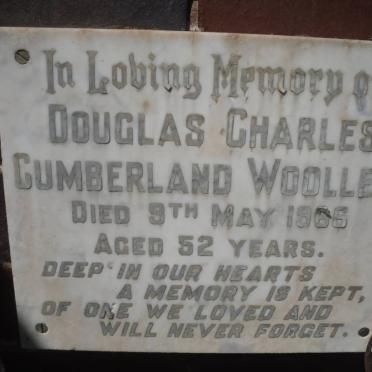 In Loving Memory o
DOUGLAS CHARLES
CUMBERLAND WOOLLE
DIED 9TH MAY 1966
AGED 52 YEARS.
DEEP IN OUR HEARTS
A MEMORY IS KEPT,
OF ONE WE LOVED AND
WILL NEVER FORGET.